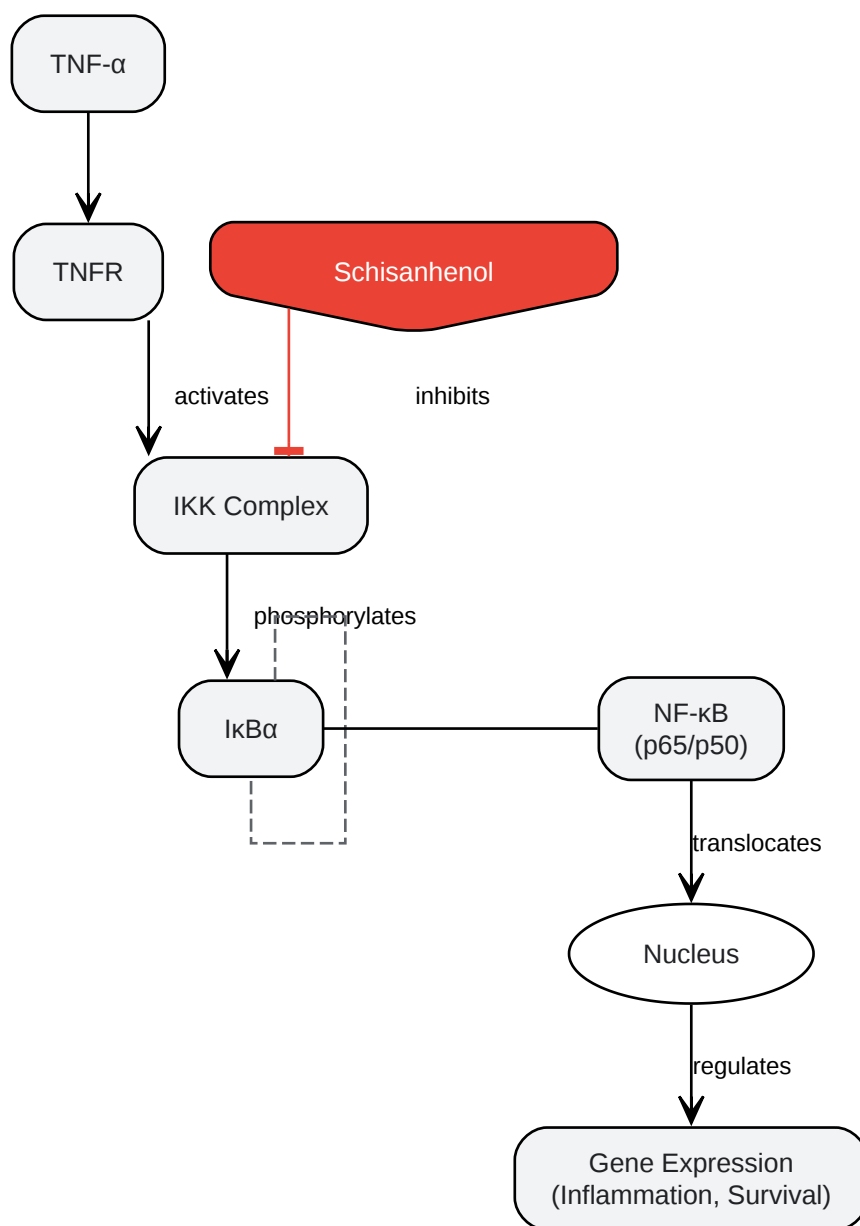 TNF-α
TNFR
Schisanhenol
activates
inhibits
IKK Complex
phosphorylates
IκBα
NF-κB
(p65/p50)
translocates
Nucleus
regulates
Gene Expression
(Inflammation, Survival)